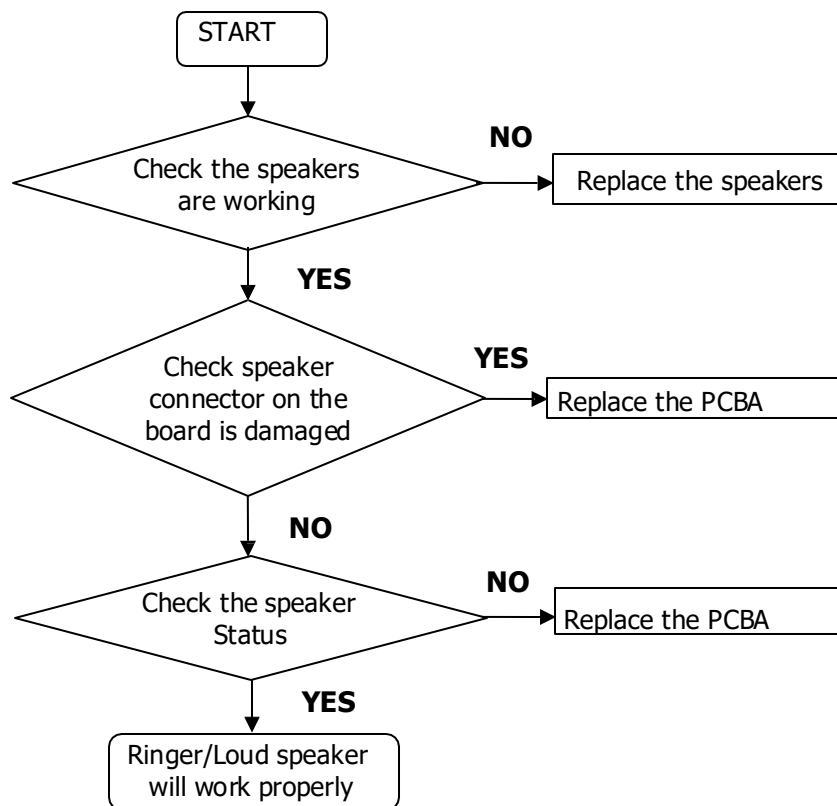 START
NO
Check the speakers
are working
Replace the speakers
YES
Check speaker
connector on the
board is damaged
YES
Replace the PCBA
NO
Check the speaker
Status
NO
Replace the PCBA
YES
Ringer/Loud speaker
will work properly